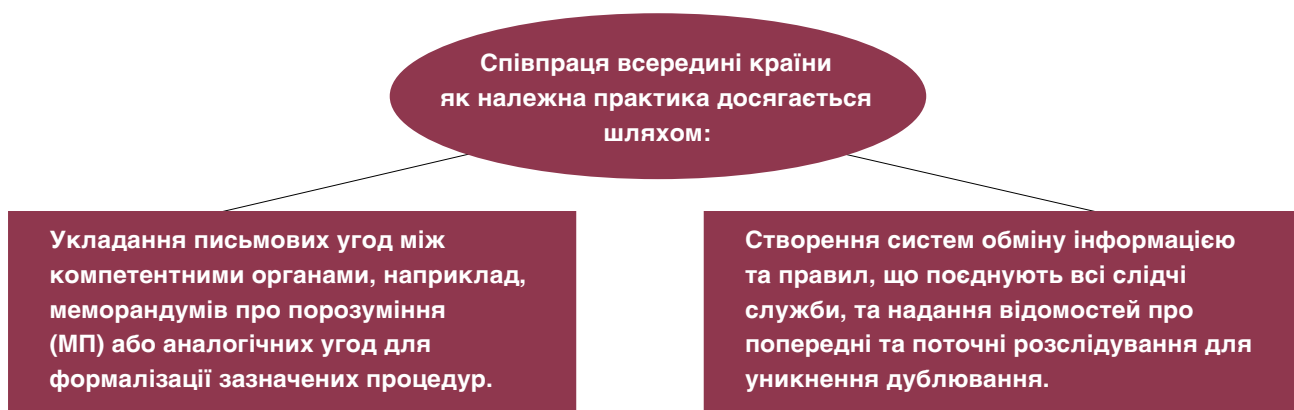 Співпраця всередині країни
як належна практика досягається
шляхом:
Укладання письмових угод між
компетентними органами, наприклад,
меморандумів про порозуміння
(МП) або аналогічних угод для
формалізації зазначених процедур.
Створення систем обміну інформацією
та правил, що поєднують всі слідчі
служби, та надання відомостей про
попередні та поточні розслідування для
уникнення дублювання.